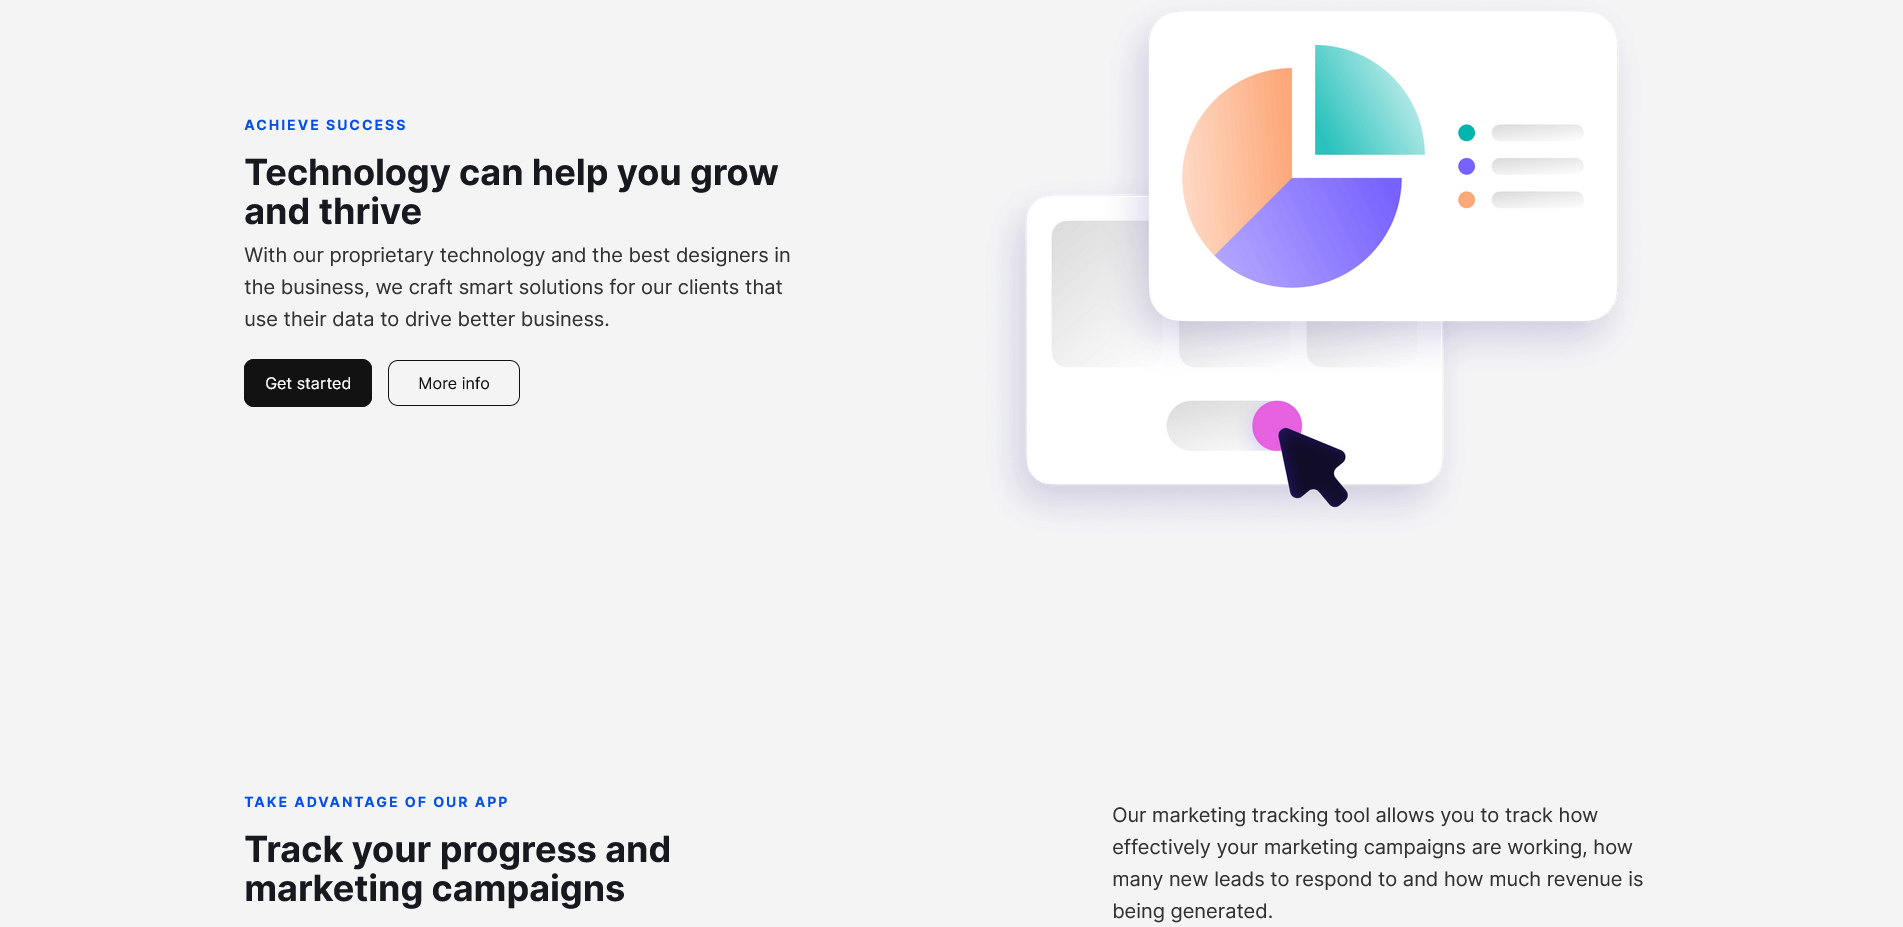 ACHIEVE SUCCESS
Technology can help you grow
and thrive
With our proprietary technology and the best designers in
the business, we craft smart solutions for our clients that
use their data to drive better business.
Get started
More info
TAKE ADVANTAGE OF OUR APP
Track your progress and
marketing campaigns
Our marketing tracking tool allows you to track how
effectively your marketing campaigns are working, how
many new leads to respond to and how much revenue is
being generated.